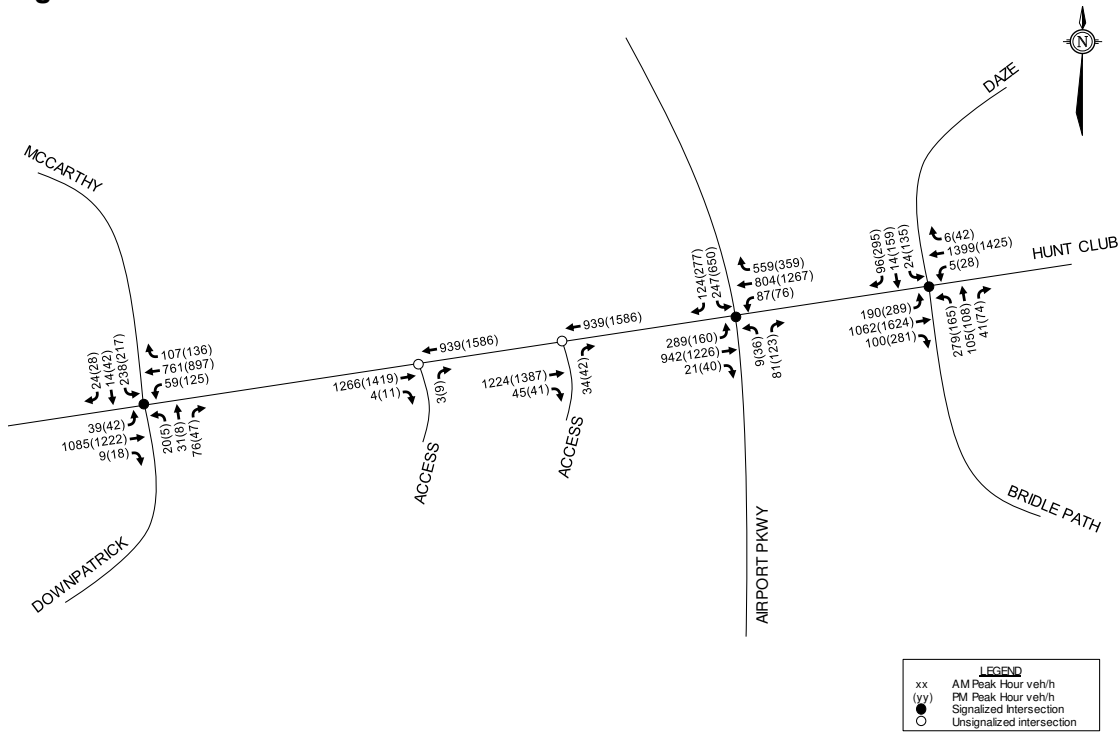 g
N
DAZE
MCCARTHY
HUNT CLUB
24(28)
14(42)
238(217)
107(136)
761(897)
59(125)
39(42)
1085(1222)
9(18)
20(5)
31(8)
76(47)
DOWNPATRICK
939(1586)
1266(1419)
4(11)
3(9)
ACCESS
939(1586)
1224(1387)
45(41)
34(42)
ACCESS
124(277)
247(650)
559(359)
804(1267)
87(76)
289(160)
942(1226)
21(40)
9(36)
81(123)
AIRPORT PKWY
96(295)
14(159)
24(135)
6(42)
1399(1425)
5(28)
190(289)
1062(1624)
100(281)
279(165)
105(108)
41(74)
BRIDLE PATH
LEGEND
xx AM Peak Hour veh/h
(yy) PM Peak Hour veh/h
Signalized Intersection
Unsignalized intersection